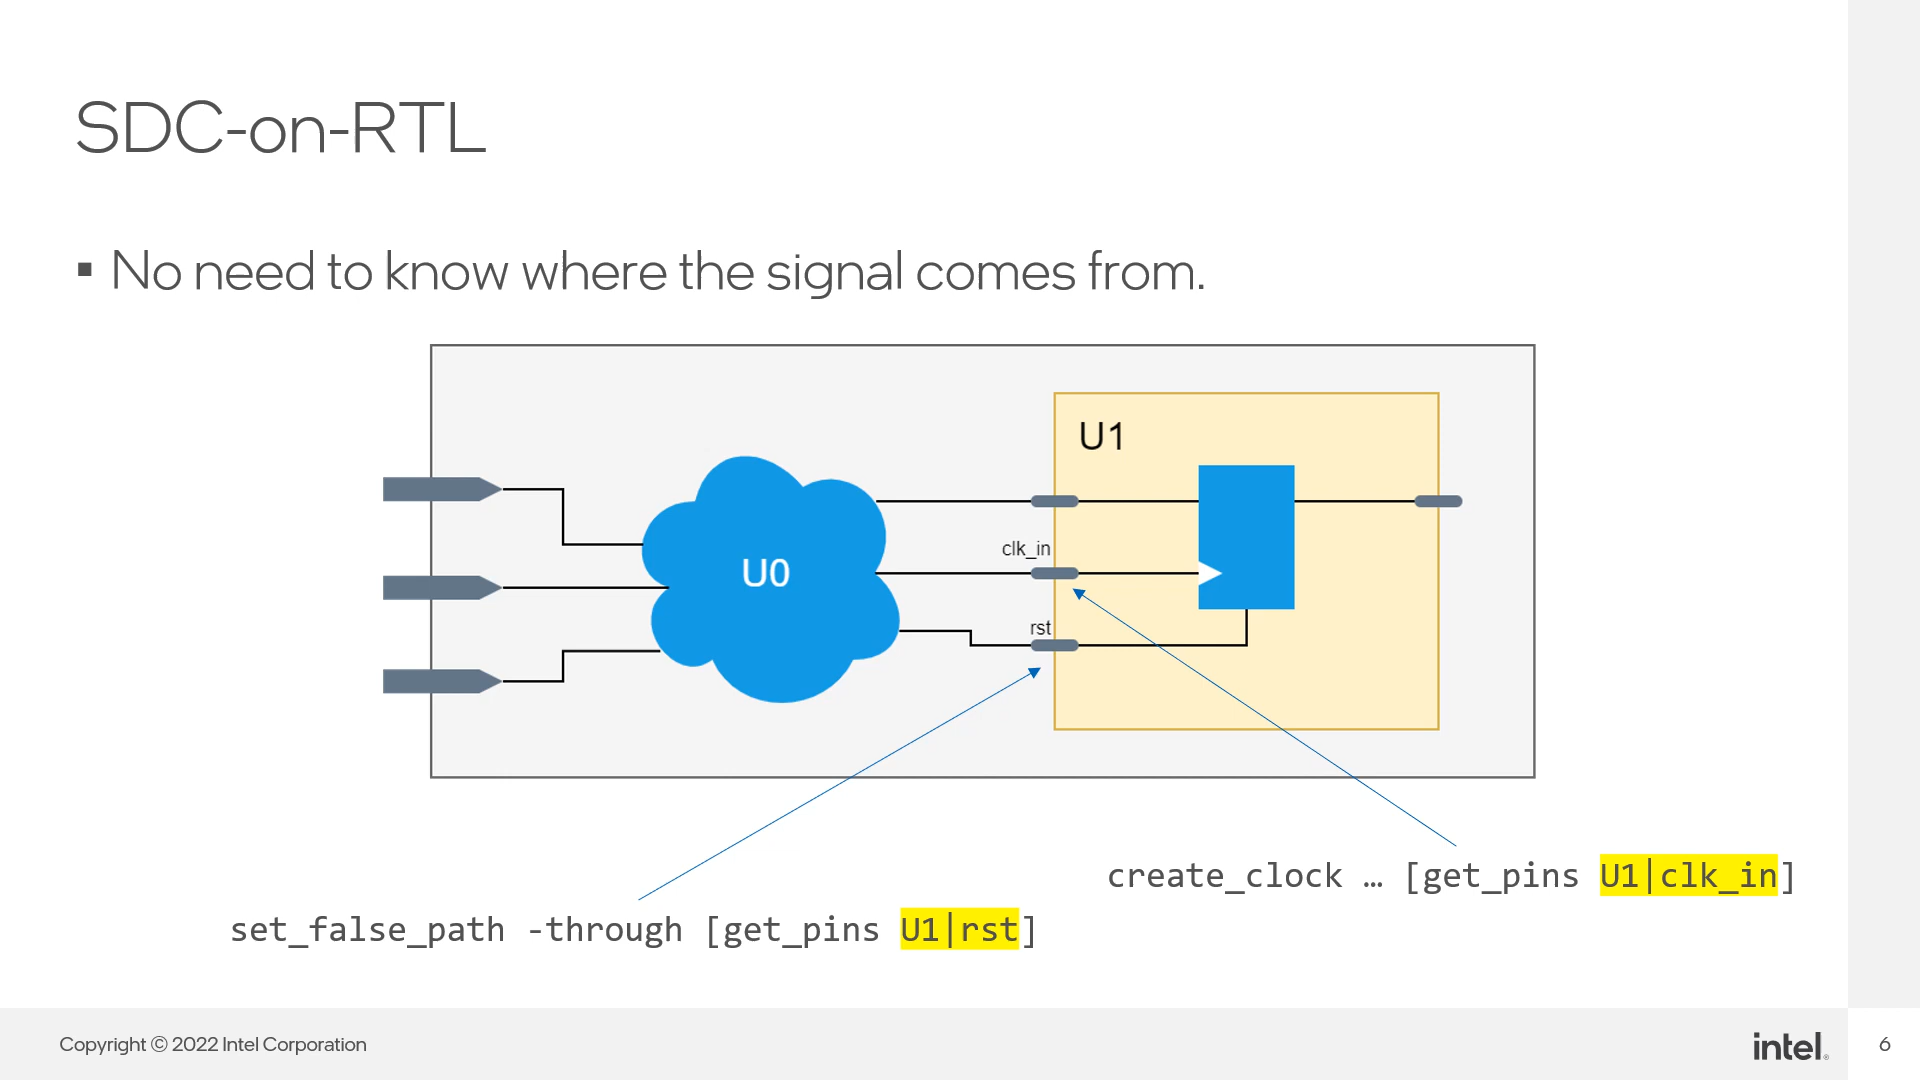 SDC-on-RTL
▪ No need to know where the signal comes from.
U1
U0
clk_in
rst
create_clock … [get_pins U1|clk_in]
set_false_path -through [get_pins U1|rst]
Copyright © 2022 Intel Corporation
intel.
6